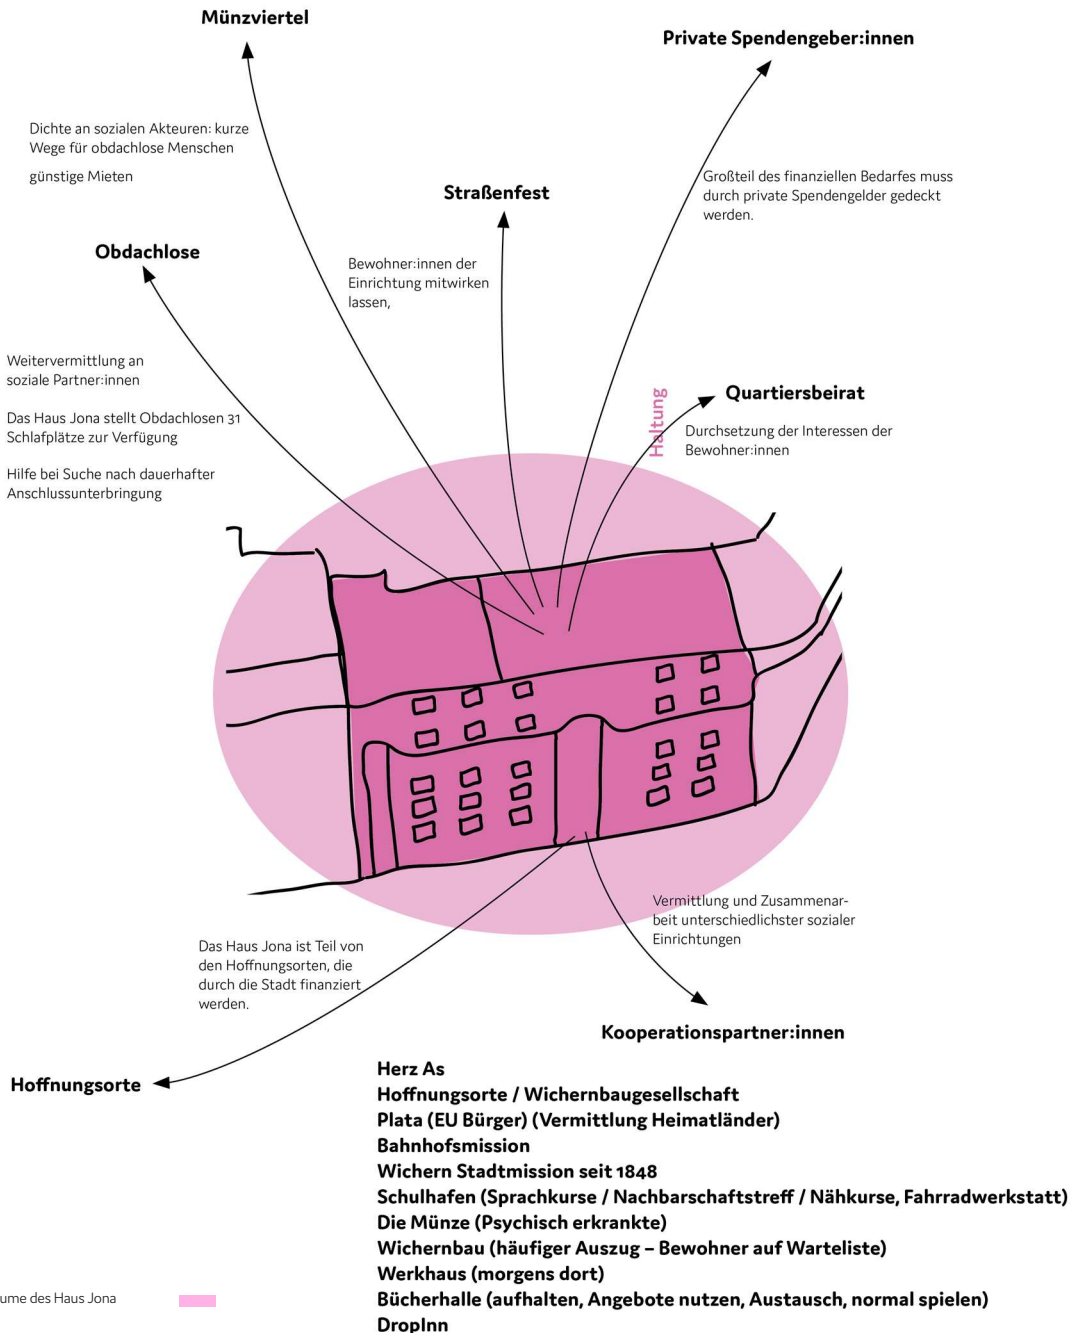 Münzviertel
Private Spendengeber:innen
Dichte an sozialen Akteuren: kurze
Wege für obdachlose Menschen
günstige Mieten
Großteil des finanziellen Bedarfes muss
durch private Spendengelder gedeckt
werden.
Straßenfest
Obdachlose
Bewohner:innen der
Einrichtung mitwirken
lassen,
Weitervermittlung an
soziale Partner:innen
Das Haus Jona stellt Obdachlosen 31
Schlafplätze zur Verfügung
Hilfe bei Suche nach dauerhafter
Anschlussunterbringung
Haltung
Quartiersbeirat
Durchsetzung der Interessen der
Bewohner:innen
Vermittlung und Zusammenar-
beit unterschiedlichster sozialer
Einrichtungen
Das Haus Jona ist Teil von
den Hoffnungsorten, die
durch die Stadt finanziert
werden.
Kooperationspartner:innen
Hoffnungsorte
Herz As
Hoffnungsorte / Wichernbaugesellschaft
Plata (EU Bürger) (Vermittlung Heimatländer)
Bahnhofsmission
Wichern Stadtmission seit 1848
Schulhafen (Sprachkurse / Nachbarschaftstreff / Nähkurse, Fahrradwerkstatt)
Die Münze (Psychisch erkrankte)
Wichernbau (häufiger Auszug – Bewohner auf Warteliste)
Werkhaus (morgens dort)
Bücherhalle (aufhalten, Angebote nutzen, Austausch, normal spielen)
DropInn
ume des Haus Jona